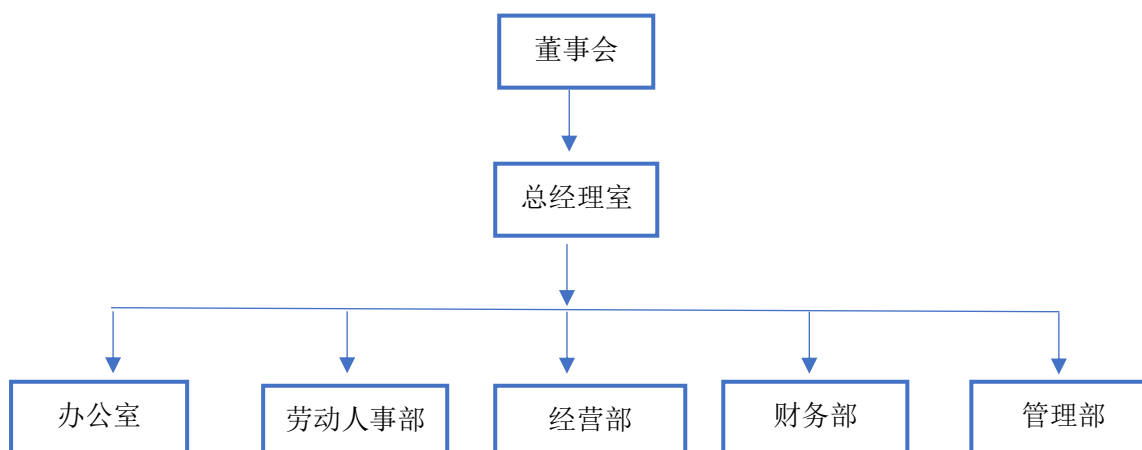 董事会
总经理室
办公室
劳动人事部
经营部
财务部
管理部